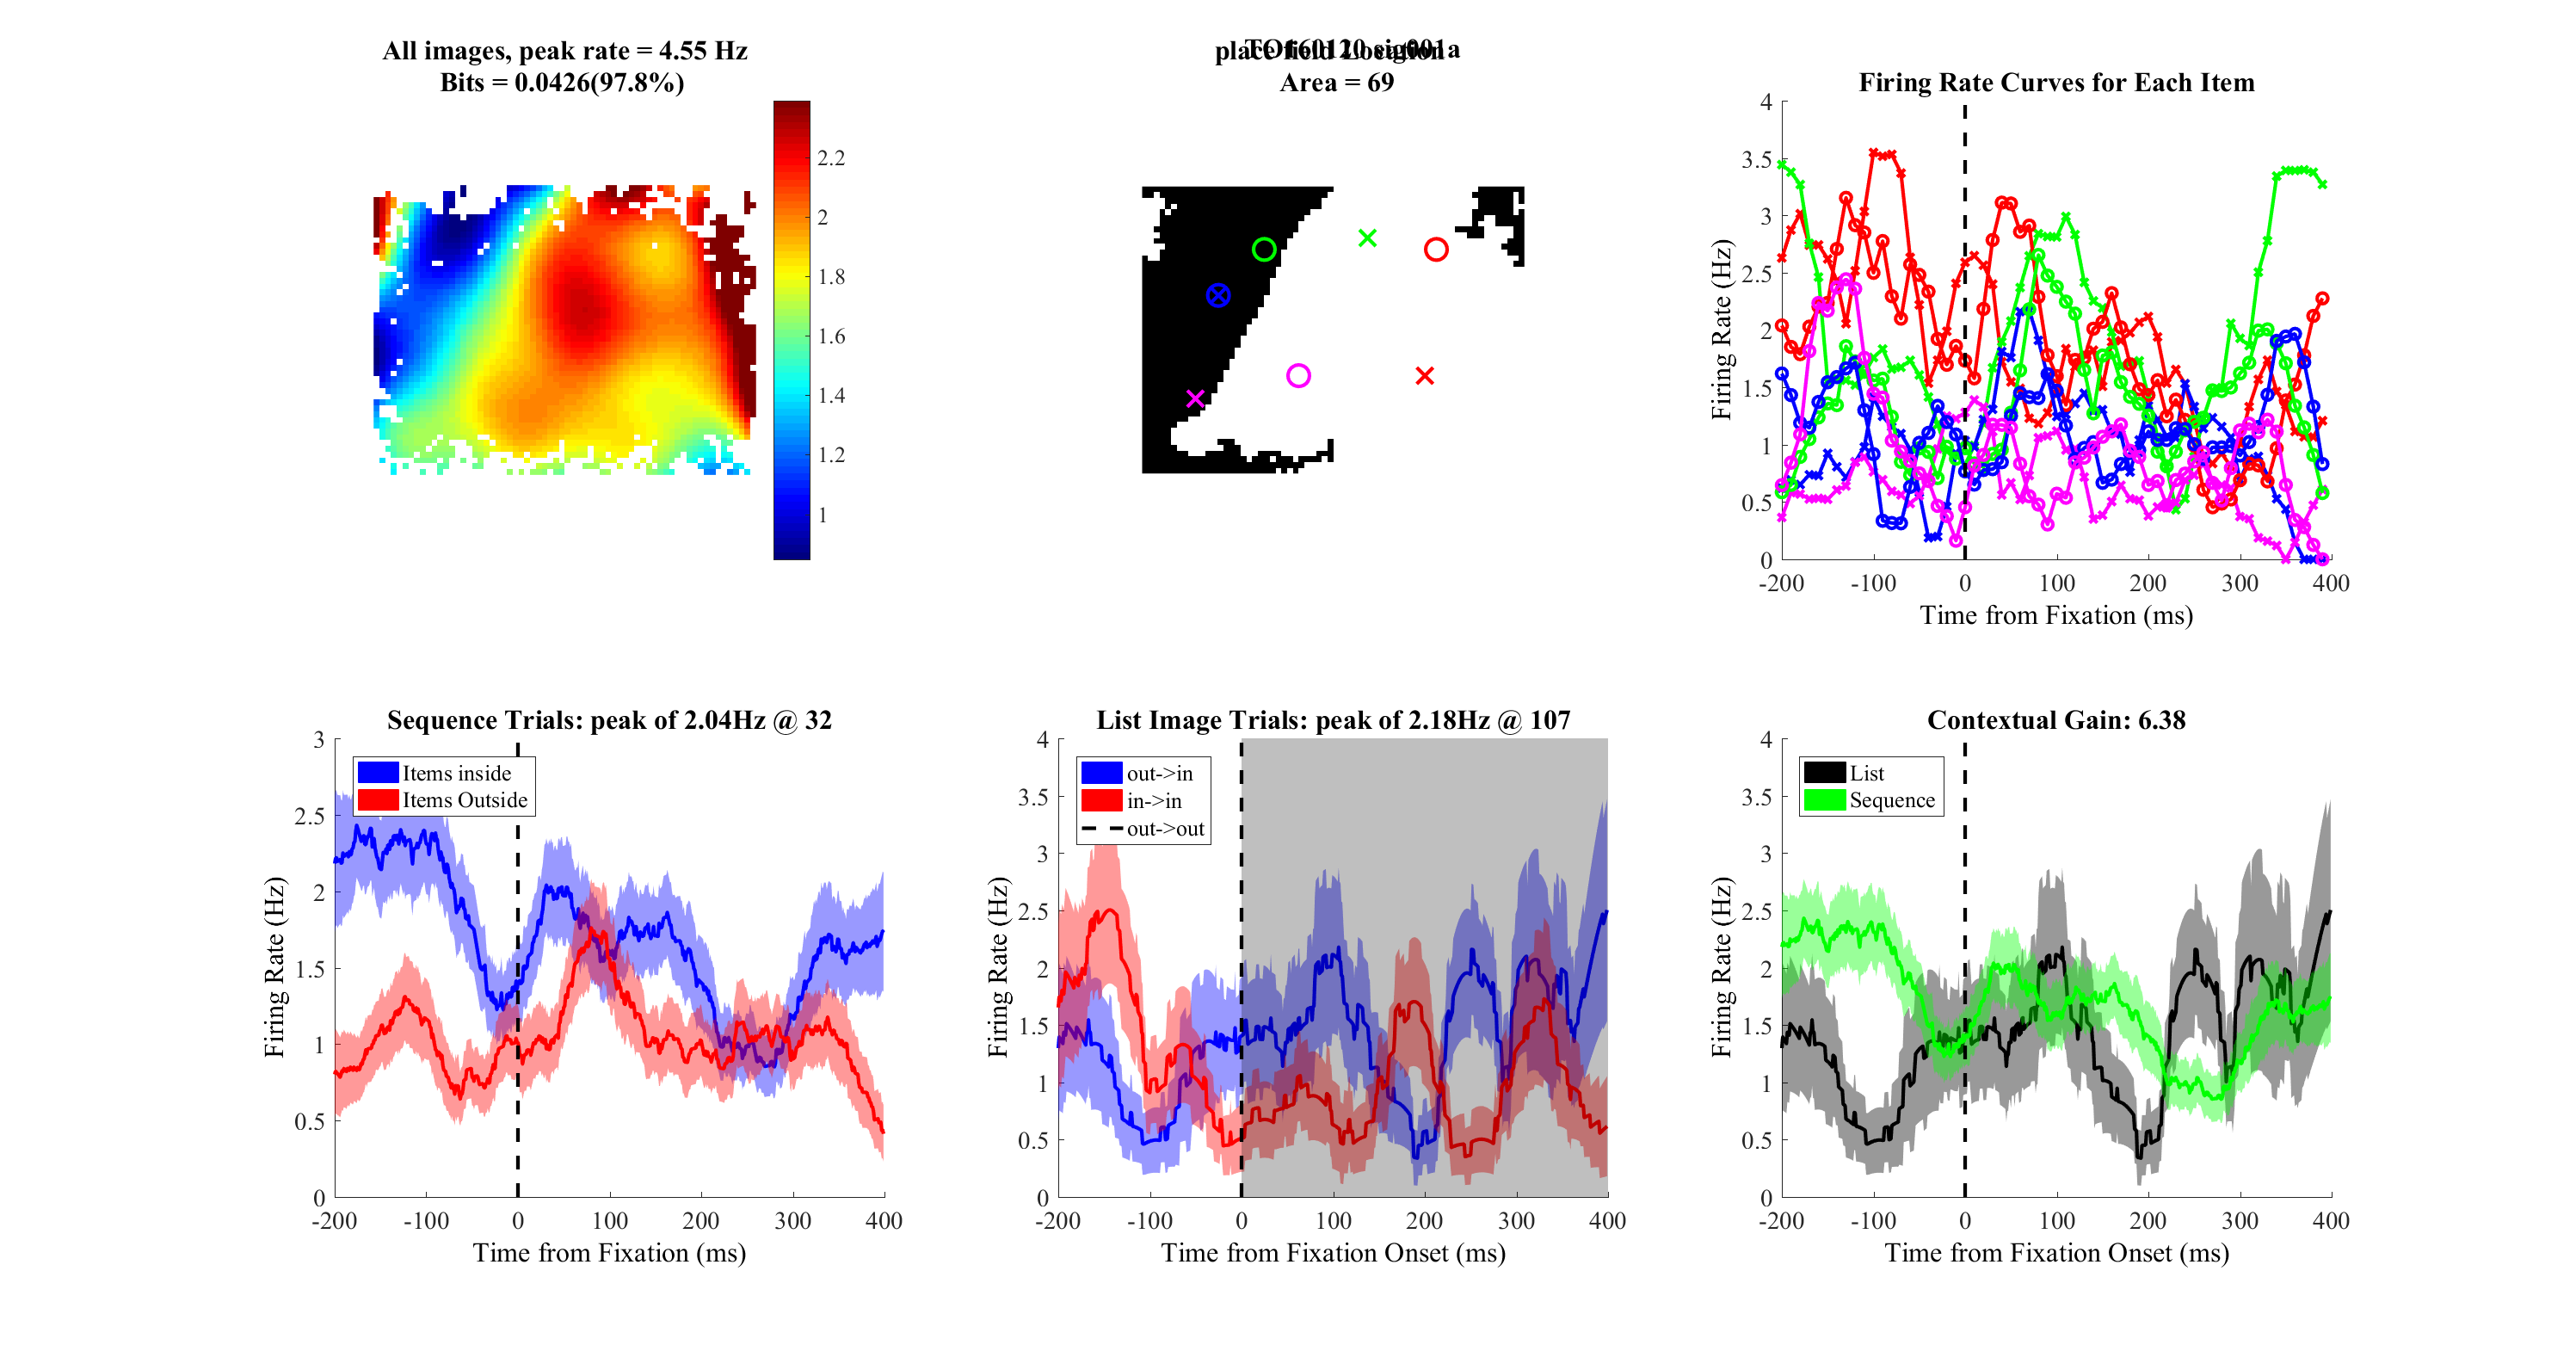 All images, peak rate = 4.55 Hz
Bits = 0.0426(97.8%)
2.2
2
1.8
1.6
1.4
1.2
1
place field Location
TO160120 sig001a
Area = 69
Firing Rate Curves for Each Item
4
3.5
3
2.5
2
1.5
1
0.5
0
Firing Rate (Hz)
-200 -100 0 100 200 300 400
Time from Fixation (ms)
Sequence Trials: peak of 2.04Hz @ 32
Items inside
Items Outside
3
2.5
2
1.5
1
0.5
0
Firing Rate (Hz)
-200 -100 0 100 200 300 400
Time from Fixation (ms)
List Image Trials: peak of 2.18Hz @ 107
out->in
in->in
out->out
4
3.5
3
2.5
2
1.5
1
0.5
0
Firing Rate (Hz)
-200 -100 0 100 200 300 400
Time from Fixation Onset (ms)
Contextual Gain: 6.38
List
Sequence
4
3.5
3
2.5
2
1.5
1
0.5
0
Firing Rate (Hz)
-200 -100 0 100 200 300 400
Time from Fixation Onset (ms)